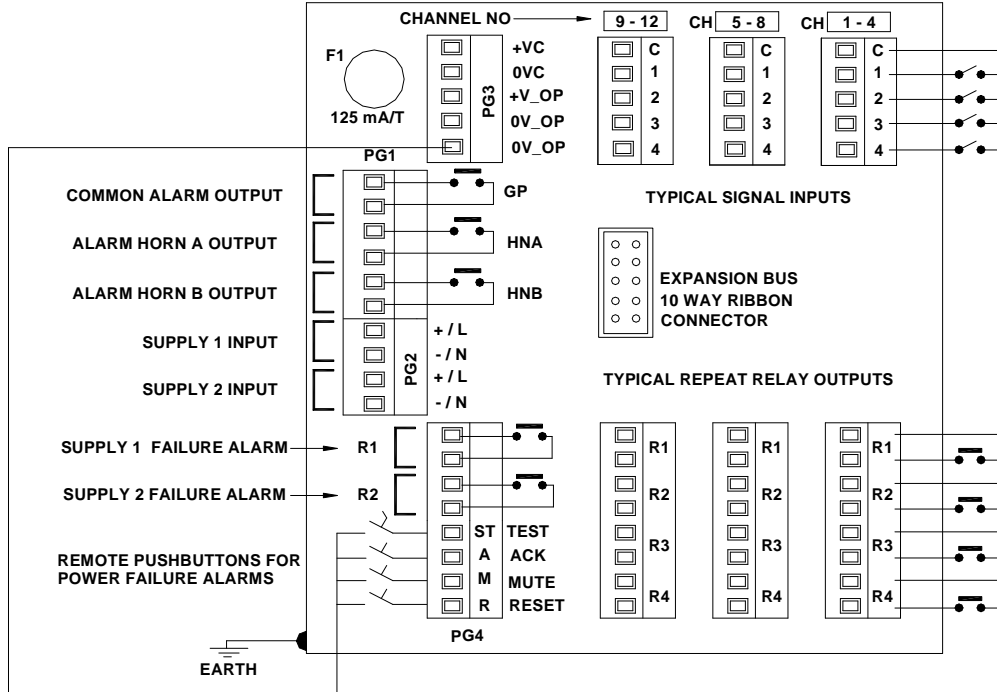 CHANNEL NO
9 - 12
CH
5 - 8
CH
1 - 4
F1
125 mA/T
+VC
0VC
+V_OP
0V_OP
0V_OP
PG3
C
1
2
3
4
C
1
2
3
4
C
1
2
3
4
PG1
COMMON ALARM OUTPUT
GP
ALARM HORN A OUTPUT
HNA
ALARM HORN B OUTPUT
HNB
SUPPLY 1 INPUT
+ / L
- / N
SUPPLY 2 INPUT
+ / L
- / N
PG2
TYPICAL SIGNAL INPUTS
EXPANSION BUS
10 WAY RIBBON
CONNECTOR
TYPICAL REPEAT RELAY OUTPUTS
SUPPLY 1 FAILURE ALARM
R1
SUPPLY 2 FAILURE ALARM
R2
REMOTE PUSHBUTTONS FOR
POWER FAILURE ALARMS
ST TEST
A ACK
M MUTE
R RESET
PG4
R1
R2
R3
R4
R1
R2
R3
R4
R1
R2
R3
R4
EARTH